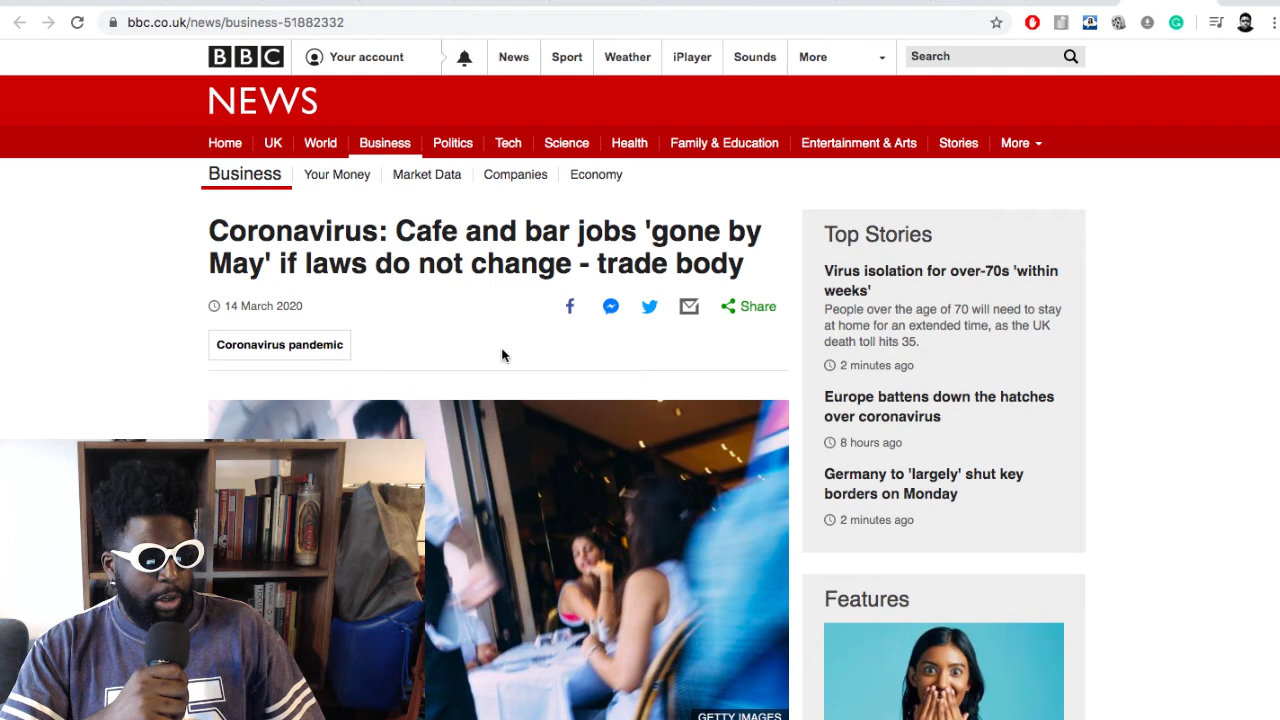 bbc.co.uk/news/business-51882332
BBC
Your account
News
Sport
Weather
iPlayer
Sounds
More
Search
NEWS
Home
UK
World
Business
Politics
Tech
Science
Health
Family & Education
Entertainment & Arts
Stories
More
Business
Your Money
Market Data
Companies
Economy
Coronavirus: Cafe and bar jobs 'gone by
May' if laws do not change - trade body
14 March 2020
Share
Coronavirus pandemic
GETTY IMAGES
Top Stories
Virus isolation for over-70s 'within
weeks'
People over the age of 70 will need to stay
at home for an extended time, as the UK
death toll hits 35.
2 minutes ago
Europe battens down the hatches
over coronavirus
8 hours ago
Germany to 'largely' shut key
borders on Monday
2 minutes ago
Features